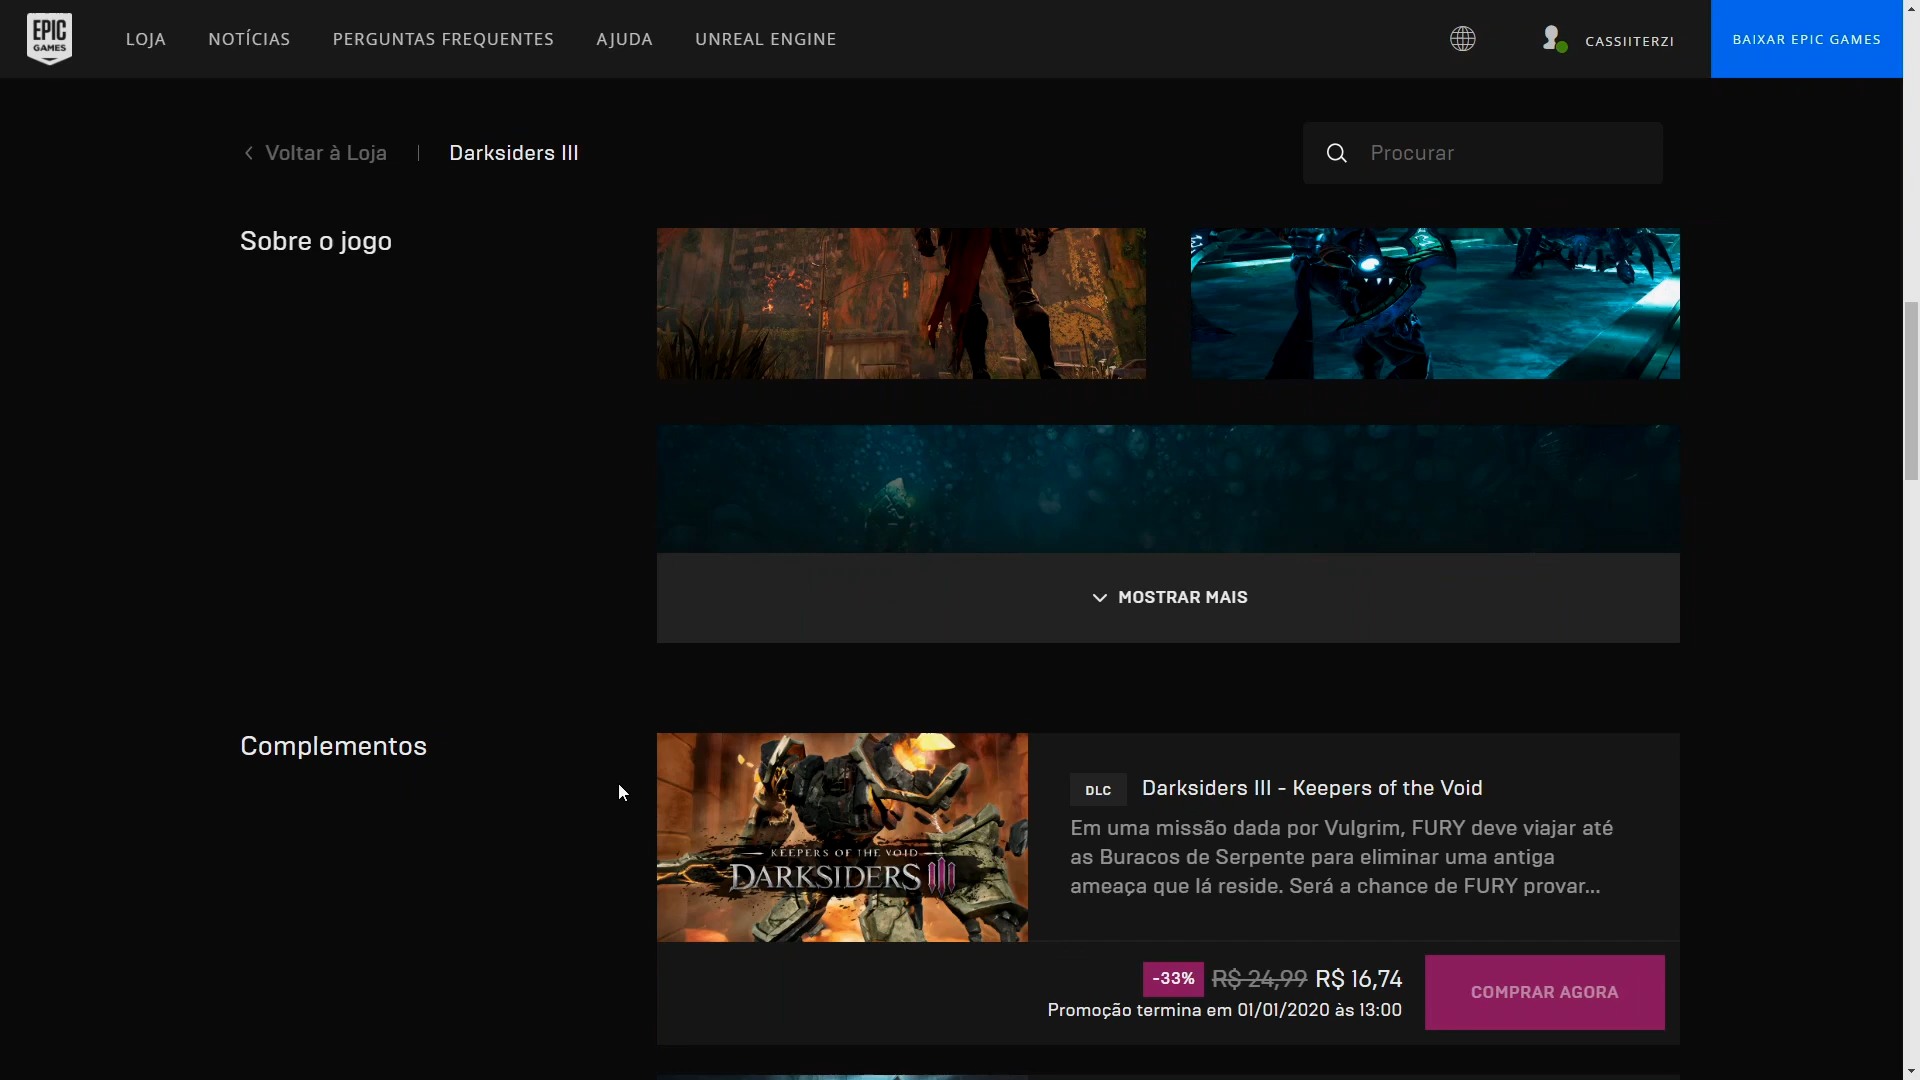 EPIC
GAMES
LOJA
NOTÍCIAS
PERGUNTAS FREQUENTES
AJUDA
UNREAL ENGINE
CASSIITERZI
BAIXAR EPIC GAMES
Voltar à Loja
Darksiders III
Procurar
Sobre o jogo
MOSTRAR MAIS
Complementos
KEEPERS OF THE VOID
DARKSIDERS III
DLC
Darksiders III - Keepers of the Void
Em uma missão dada por Vulgrim, FURY deve viajar até
as Buracos de Serpente para eliminar uma antiga
ameaça que lá reside. Será a chance de FURY provar...
-33% R$ 24,99 R$ 16,74
Promoção termina em 01/01/2020 às 13:00
COMPRAR AGORA